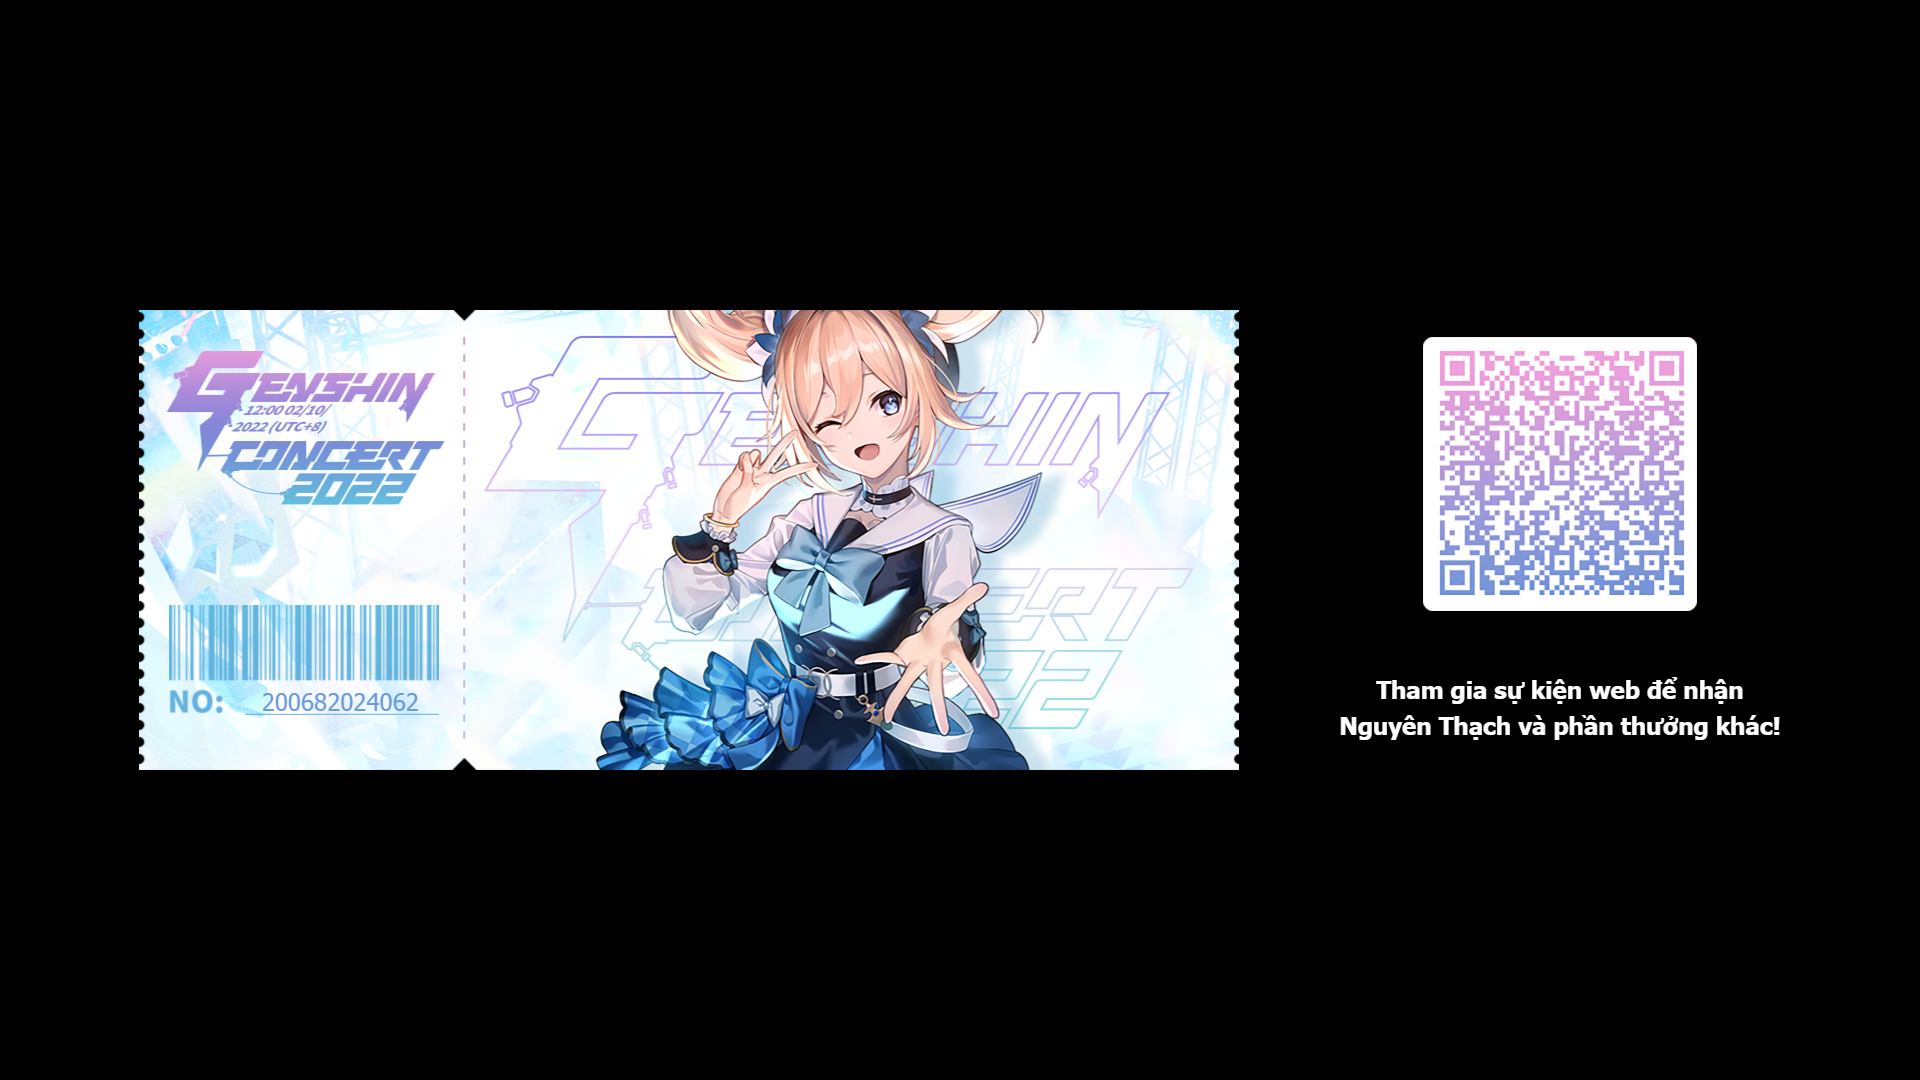 GENSHIN
12:00 02/10/
2022 (UTC+8)
CONCERT
2022
NO: 200682024062
GENSHIN
CONCERT
22
Tham gia sự kiện web để nhận
Nguyên Thạch và phần thưởng khác!